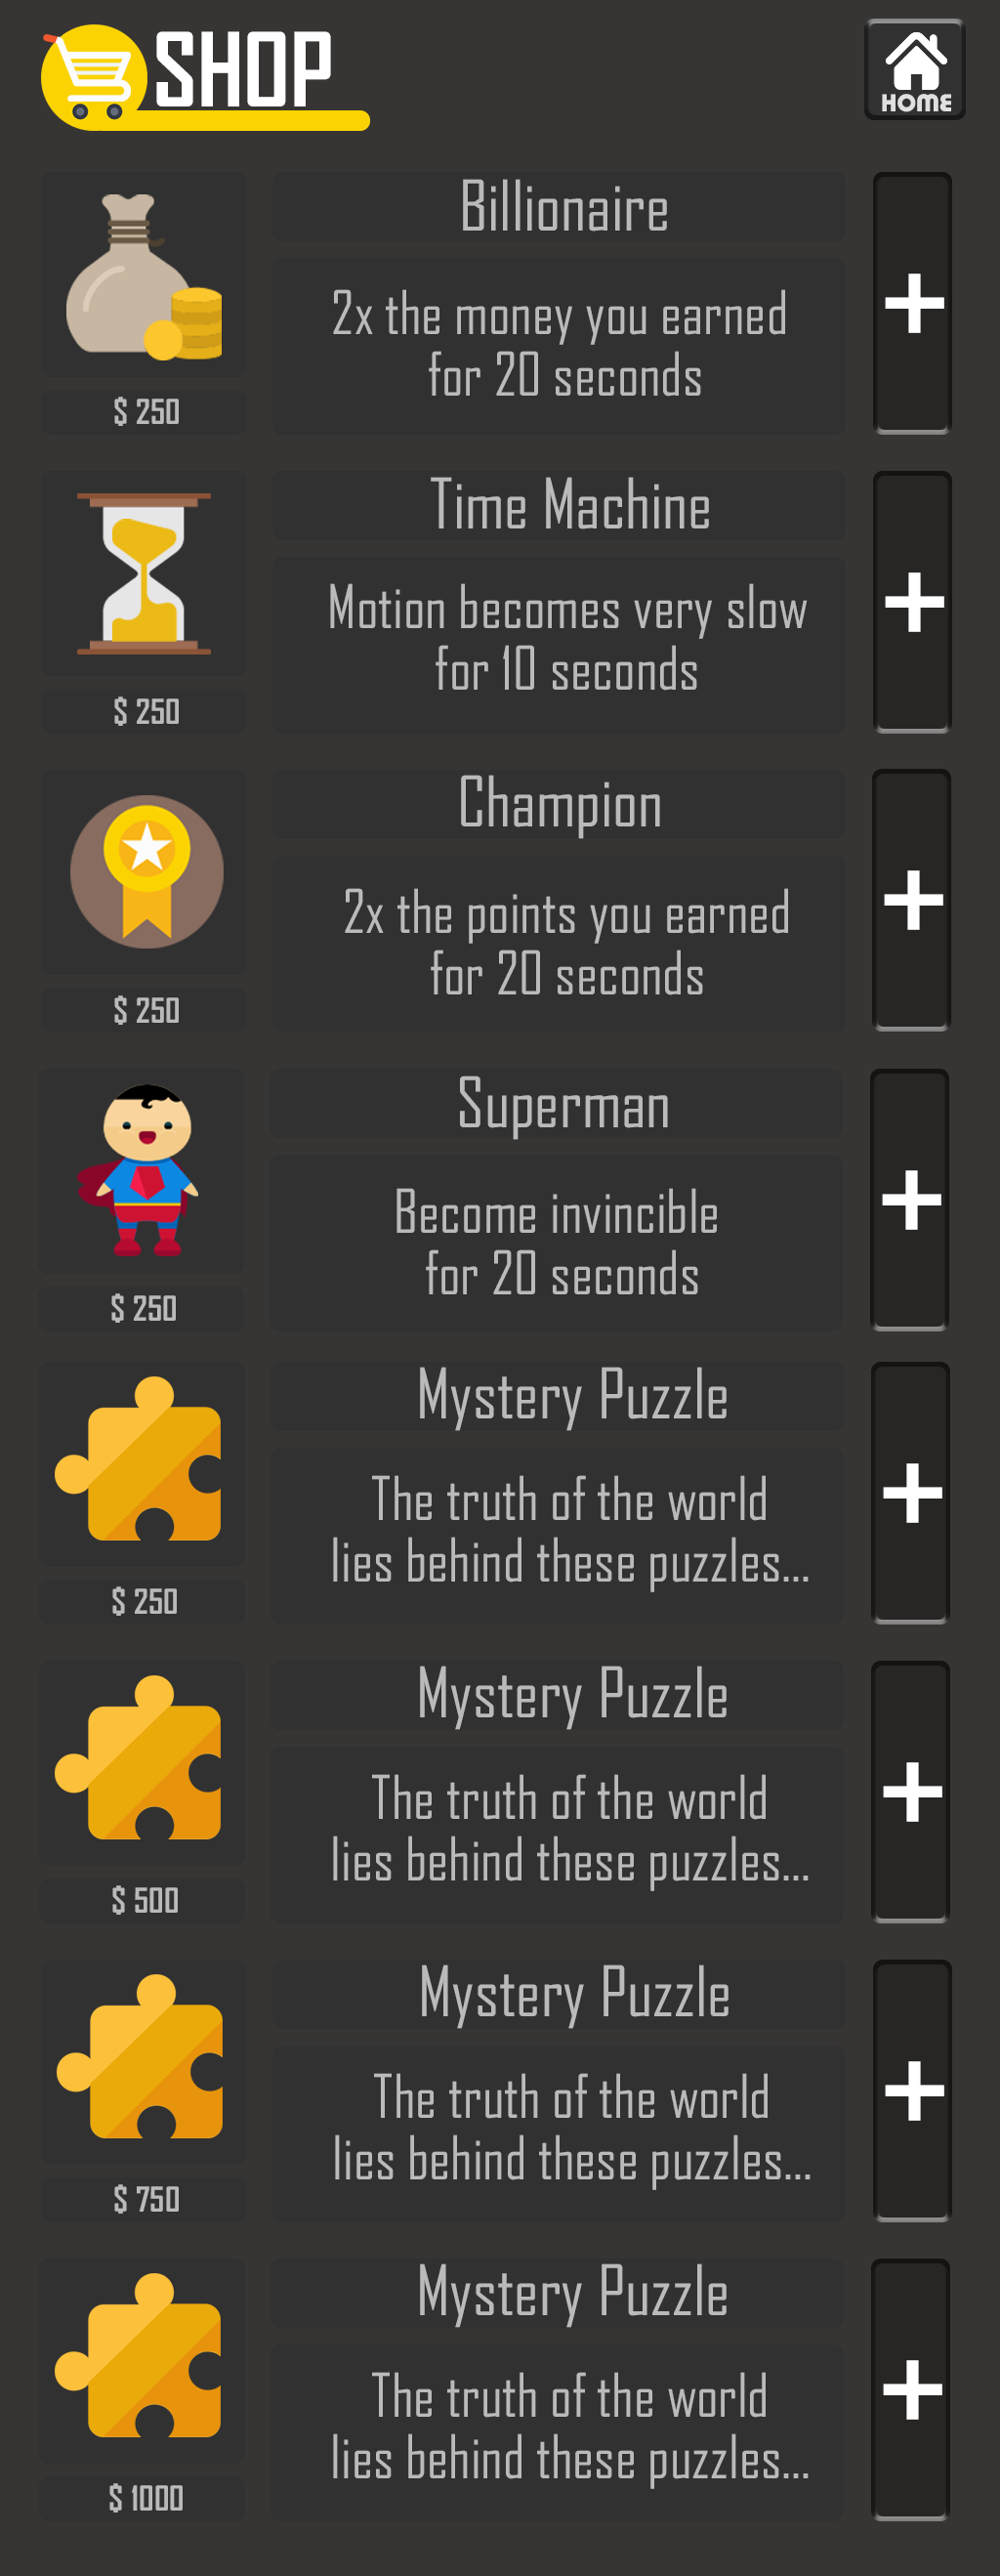 SHOP
HOME
Billionaire
2x the money you earned
for 20 seconds
$ 250
Time Machine
Motion becomes very slow
for 10 seconds
$ 250
Champion
2x the points you earned
for 20 seconds
$ 250
Superman
Become invincible
for 20 seconds
$ 250
Mystery Puzzle
The truth of the world
lies behind these puzzles...
$ 250
Mystery Puzzle
The truth of the world
lies behind these puzzles...
$ 500
Mystery Puzzle
The truth of the world
lies behind these puzzles...
$ 750
Mystery Puzzle
The truth of the world
lies behind these puzzles...
$ 1000